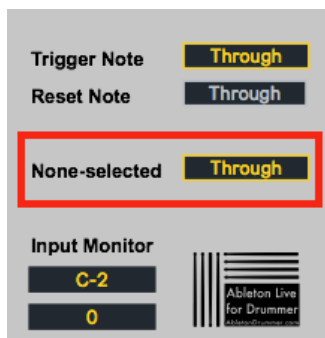 Trigger Note Through
Reset Note Through
None-selected Through
Input Monitor
C-2
0
Ableton Live
for Drummer
AbletonDrummer.com